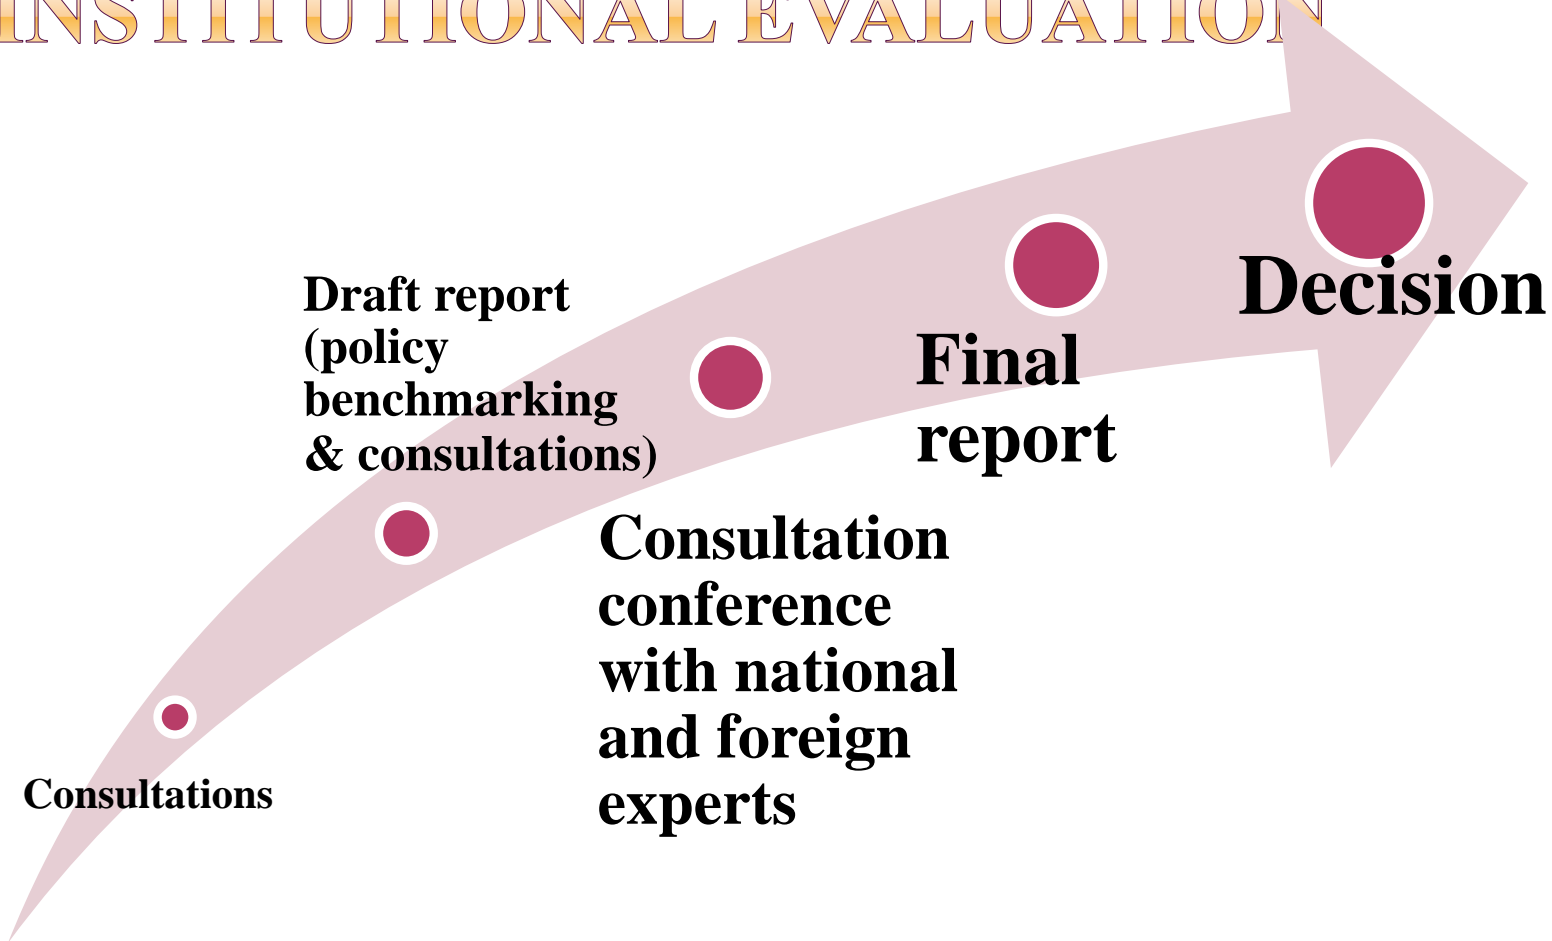 INSTITUTIONAL EVALUATION
Draft report
(policy
benchmarking
& consultations)
Decision
Final
report
Consultation
conference
with national
and foreign
experts
Consultations